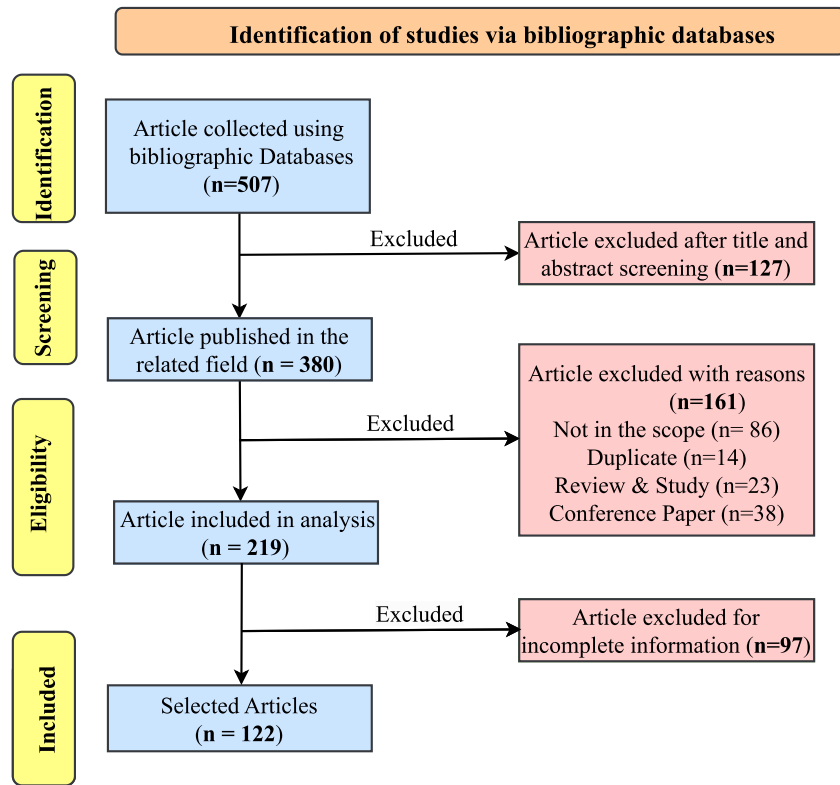 Identification of studies via bibliographic databases
Identification
Article collected using
bibliographic Databases
(n=507)
Excluded
Article excluded after title and
abstract screening (n=127)
Screening
Article published in the
related field (n = 380)
Excluded
Article excluded with reasons
(n=161)
Not in the scope (n= 86)
Duplicate (n=14)
Review & Study (n=23)
Conference Paper (n=38)
Eligibility
Article included in analysis
(n = 219)
Excluded
Article excluded for
incomplete information (n=97)
Included
Selected Articles
(n = 122)